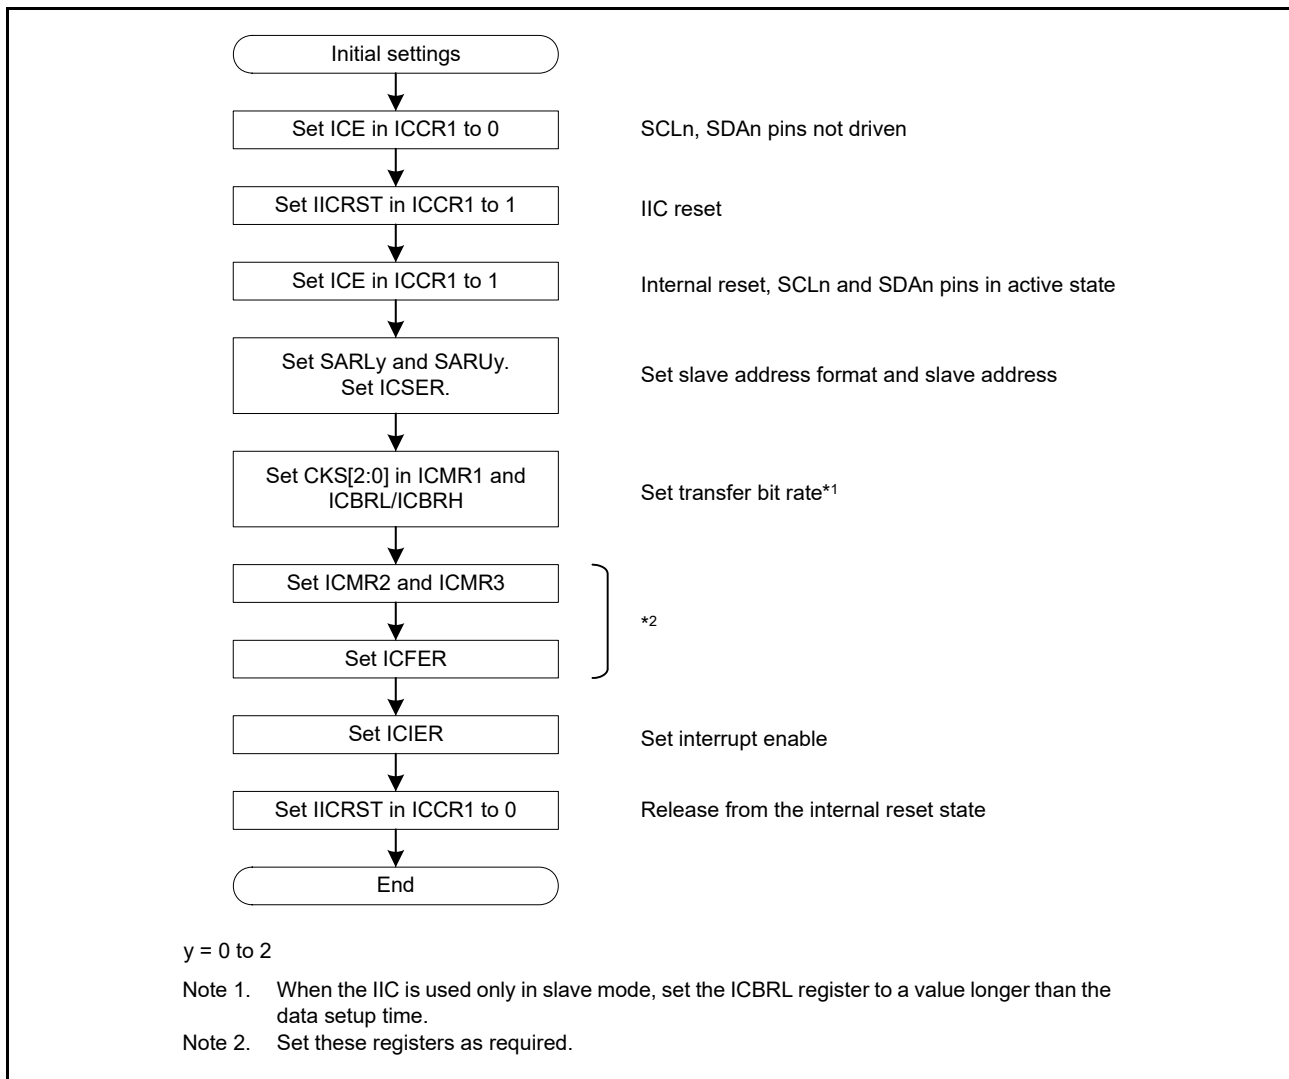 Initial settings
Set ICE in ICCR1 to 0
SCLn, SDAn pins not driven
Set IICRST in ICCR1 to 1
IIC reset
Set ICE in ICCR1 to 1
Internal reset, SCLn and SDAn pins in active state
Set SARLy and SARUy.
Set ICSER.
Set slave address format and slave address
Set CKS[2:0] in ICMR1 and
ICBRL/ICBRH
Set transfer bit rate*1
Set ICMR2 and ICMR3
*2
Set ICFER
Set ICIER
Set interrupt enable
Set IICRST in ICCR1 to 0
Release from the internal reset state
End
y = 0 to 2
Note 1. When the IIC is used only in slave mode, set the ICBRL register to a value longer than the
data setup time.
Note 2. Set these registers as required.